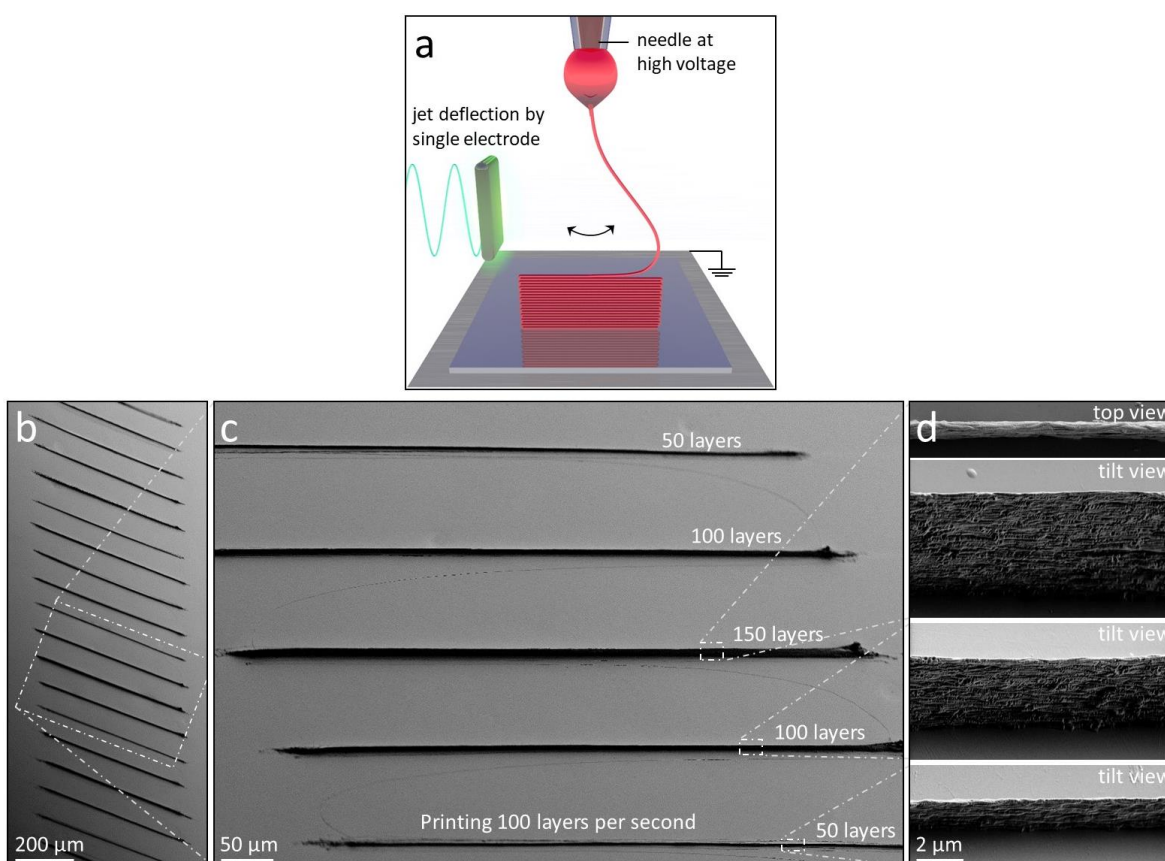 a
needle at
high voltage
jet deflection by
single electrode
b
200 µm
c
50 layers
100 layers
150 layers
100 layers
Printing 100 layers per second
50 layers
50 µm
d
top view
tilt view
tilt view
tilt view
2 µm